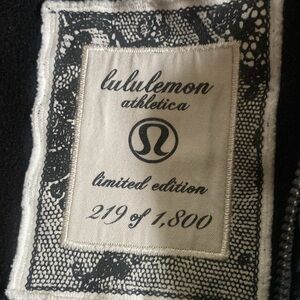 lululemon
athletica
limited edition
219 of 1,800